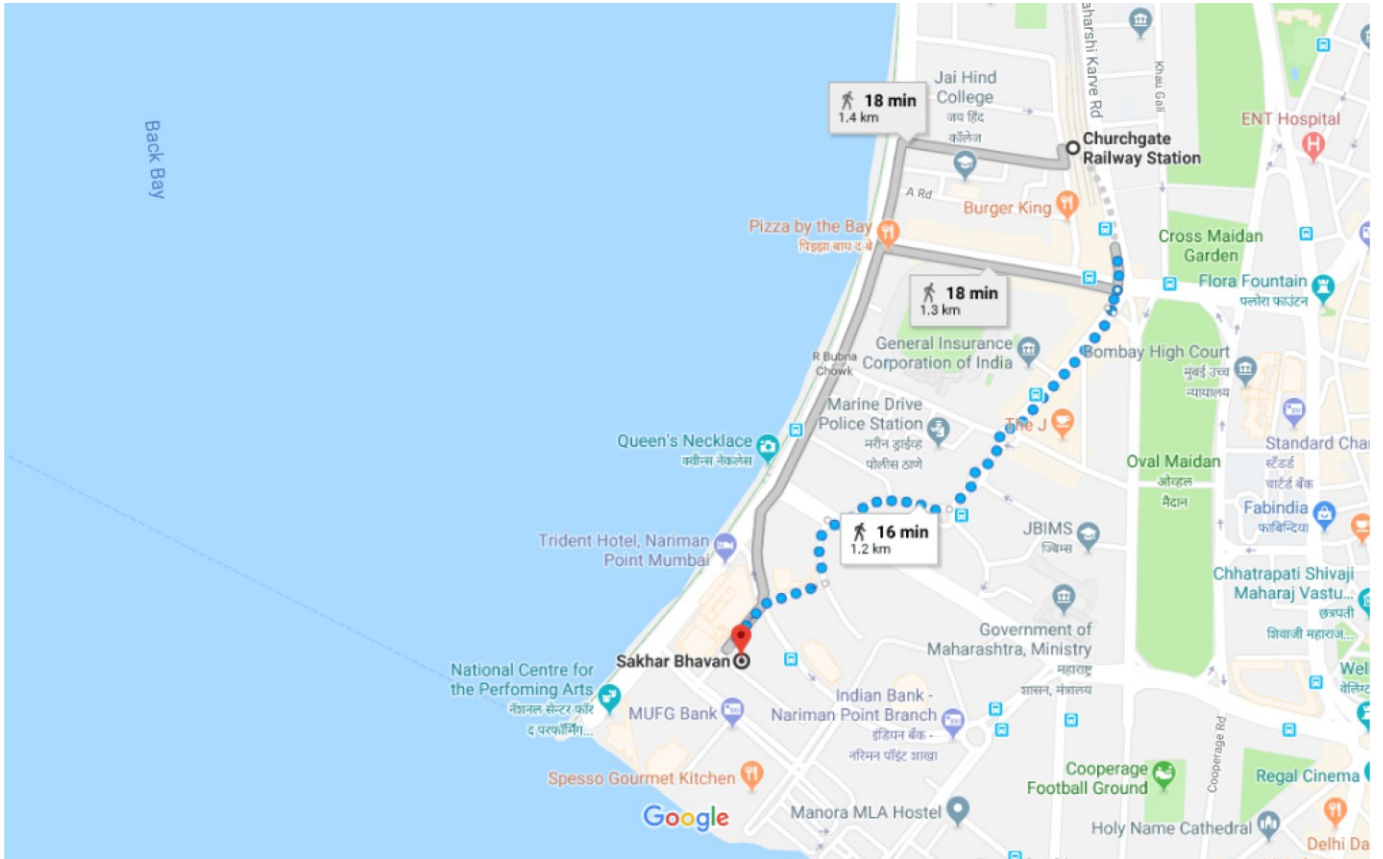 Back Bay
18 min
1.4 km
Jai Hind
College
जय हिंद
कॉलेज
Khau Gali
ENT Hospital
H
Churchgate
Railway Station
A Rd
Burger King
Pizza by the Bay
Cross Maidan
Garden
Flora Fountain
फ्लोरा फाउंटन
18 min
1.3 km
General Insurance
Corporation of India
R Bubna
Chowk
Bombay High Court
मुंबई उच्च
न्यायालय
Marine Drive
Police Station
मरीन ड्राईव्ह
पोलीस ठाणे
The J
Queen's Necklace
क्वीन्स नेकलेस
Oval Maidan
ओव्हल
मैदान
Standard Char
स्टँडर्ड
चार्टर्ड बँक
Fabindia
फाबिन्दिया
16 min
1.2 km
JBIMS
Trident Hotel, Nariman
Point Mumbai
Chhatrapati Shivaji
Maharaj Vastu...
छत्रपती
शिवाजी महाराज...
Government of
Maharashtra, Ministry
महाराष्ट्र
शासन, मंत्रालय
Sakhar Bhavan
National Centre for
the Perfoming Arts
नॅशनल सेन्टर फॉर
द परफॉर्मिंग...
MUFG Bank
Indian Bank -
Nariman Point Branch
इंडियन बँक -
नरिमन पॉइंट शाखा
Cooperage Rd
Spesso Gourmet Kitchen
Cooperage
Football Ground
Regal Cinema
Google
Manora MLA Hostel
Holy Name Cathedral
Delhi Da